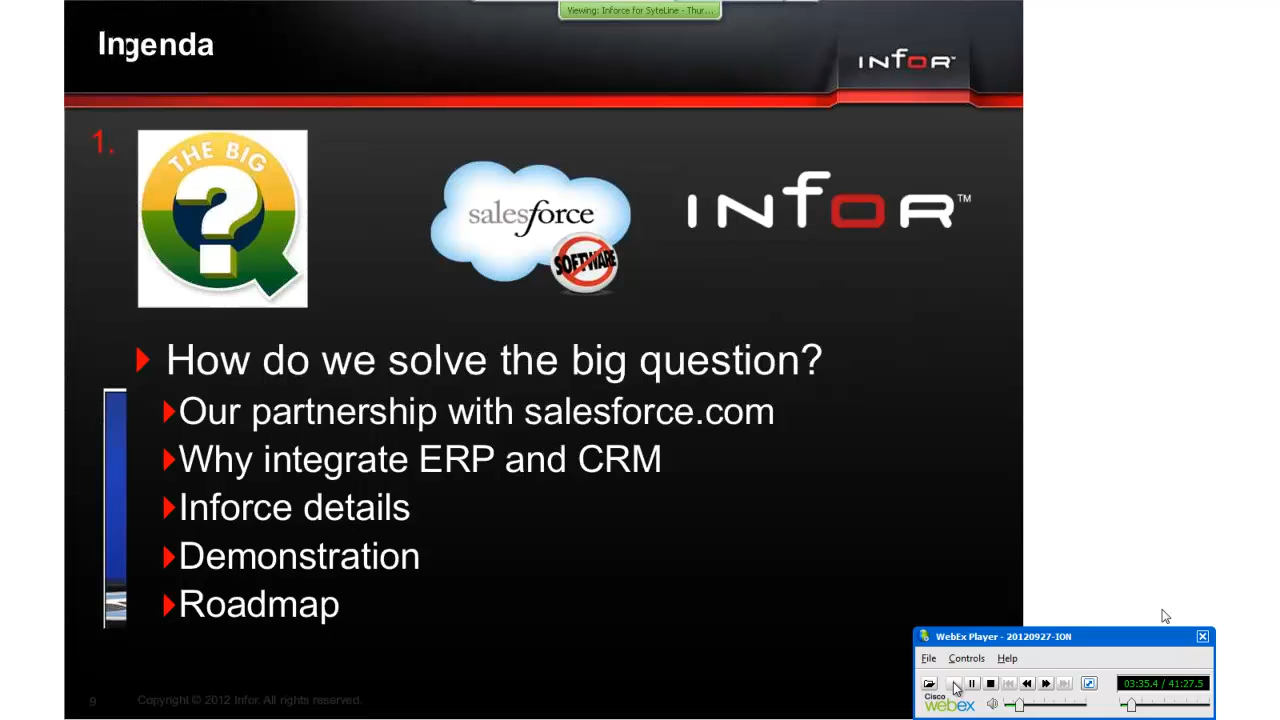 Viewing: Inforce for SyteLine - Thur...
Ingenda
INFOR™
1.
THE BIG
?
salesforce
SOFTWARE
INFOR™
How do we solve the big question?
Our partnership with salesforce.com
Why integrate ERP and CRM
Inforce details
Demonstration
Roadmap
9 Copyright © 2012 Infor. All rights reserved.
WebEx Player - 20120927-ION
File Controls Help
03:35.4 / 41:27.5
Cisco
webex